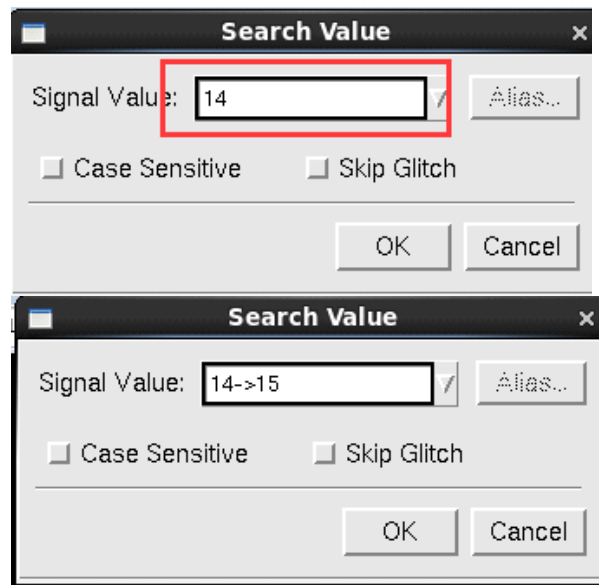 Search Value
Signal Value: 14 Alias...
Case Sensitive Skip Glitch
OK Cancel
Search Value
Signal Value: 14->15 Alias...
Case Sensitive Skip Glitch
OK Cancel